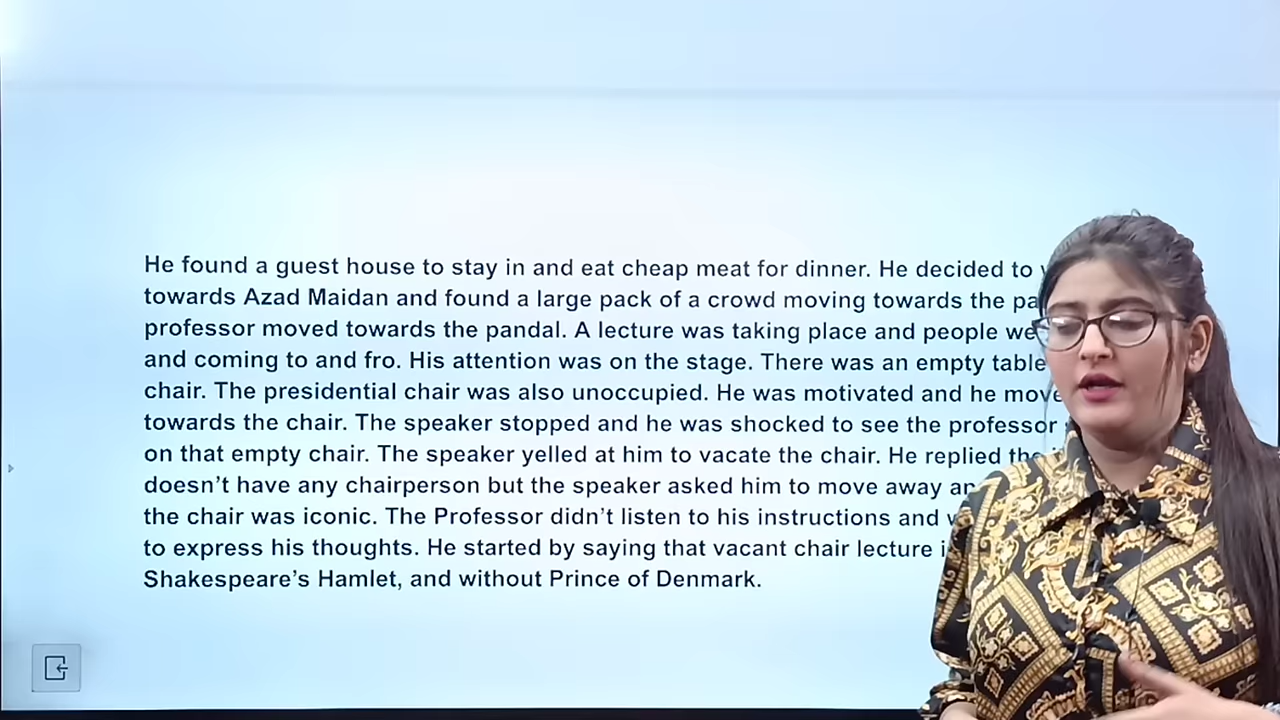 He found a guest house to stay in and eat cheap meat for dinner. He decided to
towards Azad Maidan and found a large pack of a crowd moving towards the
professor moved towards the pandal. A lecture was taking place and people
and coming to and fro. His attention was on the stage. There was an empty table
chair. The presidential chair was also unoccupied. He was motivated and he
towards the chair. The speaker stopped and he was shocked to see the professor
on that empty chair. The speaker yelled at him to vacate the chair. He replied
doesn't have any chairperson but the speaker asked him to move away
the chair was iconic. The Professor didn't listen to his instructions and
to express his thoughts. He started by saying that vacant chair lecture
Shakespeare's Hamlet, and without Prince of Denmark.